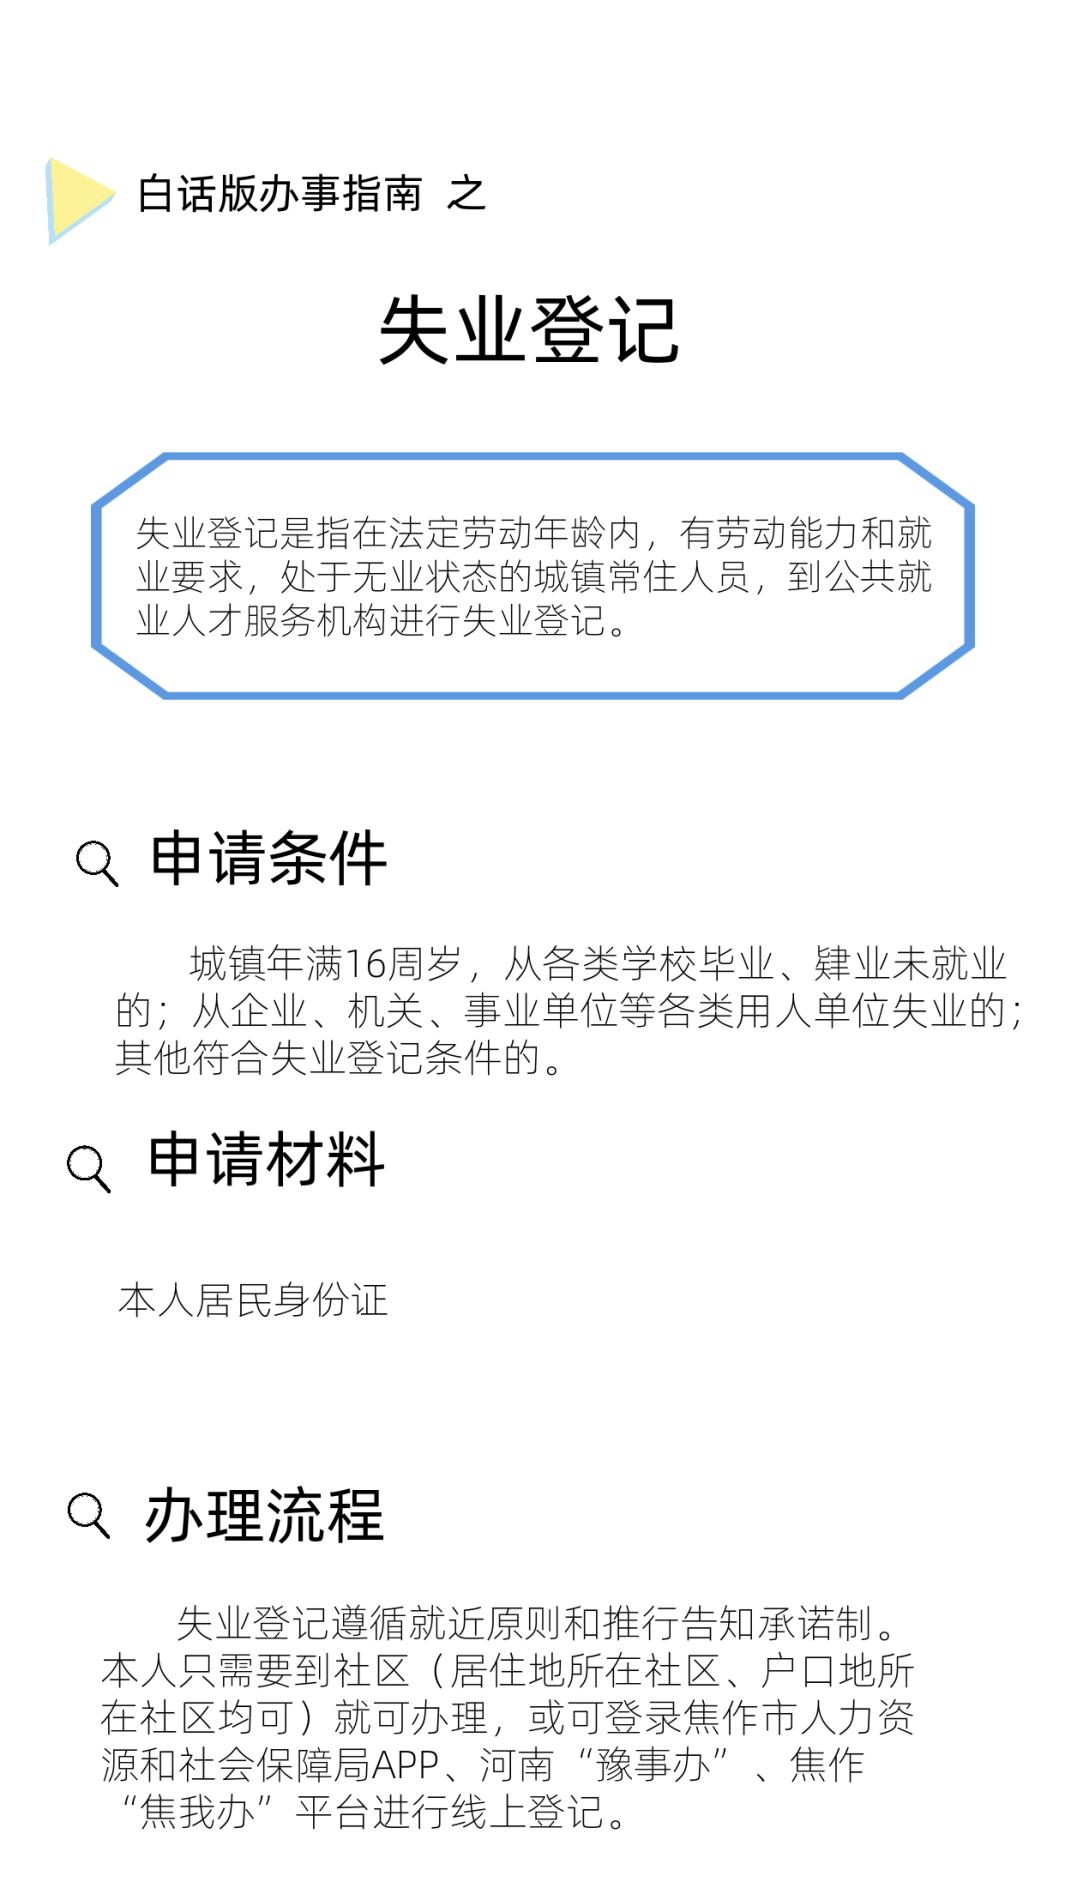 白话版办事指南 之
失业登记
失业登记是指在法定劳动年龄内，有劳动能力和就
业要求，处于无业状态的城镇常住人员，到公共就
业人才服务机构进行失业登记。
申请条件
城镇年满16周岁，从各类学校毕业、肄业未就业
的；从企业、机关、事业单位等各类用人单位失业的；
其他符合失业登记条件的。
申请材料
本人居民身份证
办理流程
失业登记遵循就近原则和推行告知承诺制。
本人只需要到社区（居住地所在社区、户口地所
在社区均可）就可办理，或可登录焦作市人力资
源和社会保障局APP、河南“豫事办”、焦作
“焦我办”平台进行线上登记。